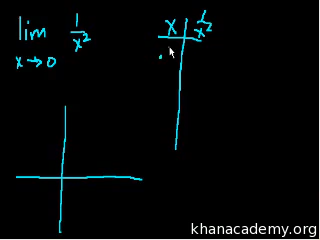 lim 1/x²
x→0
x 1/x²
.
khanacademy.org